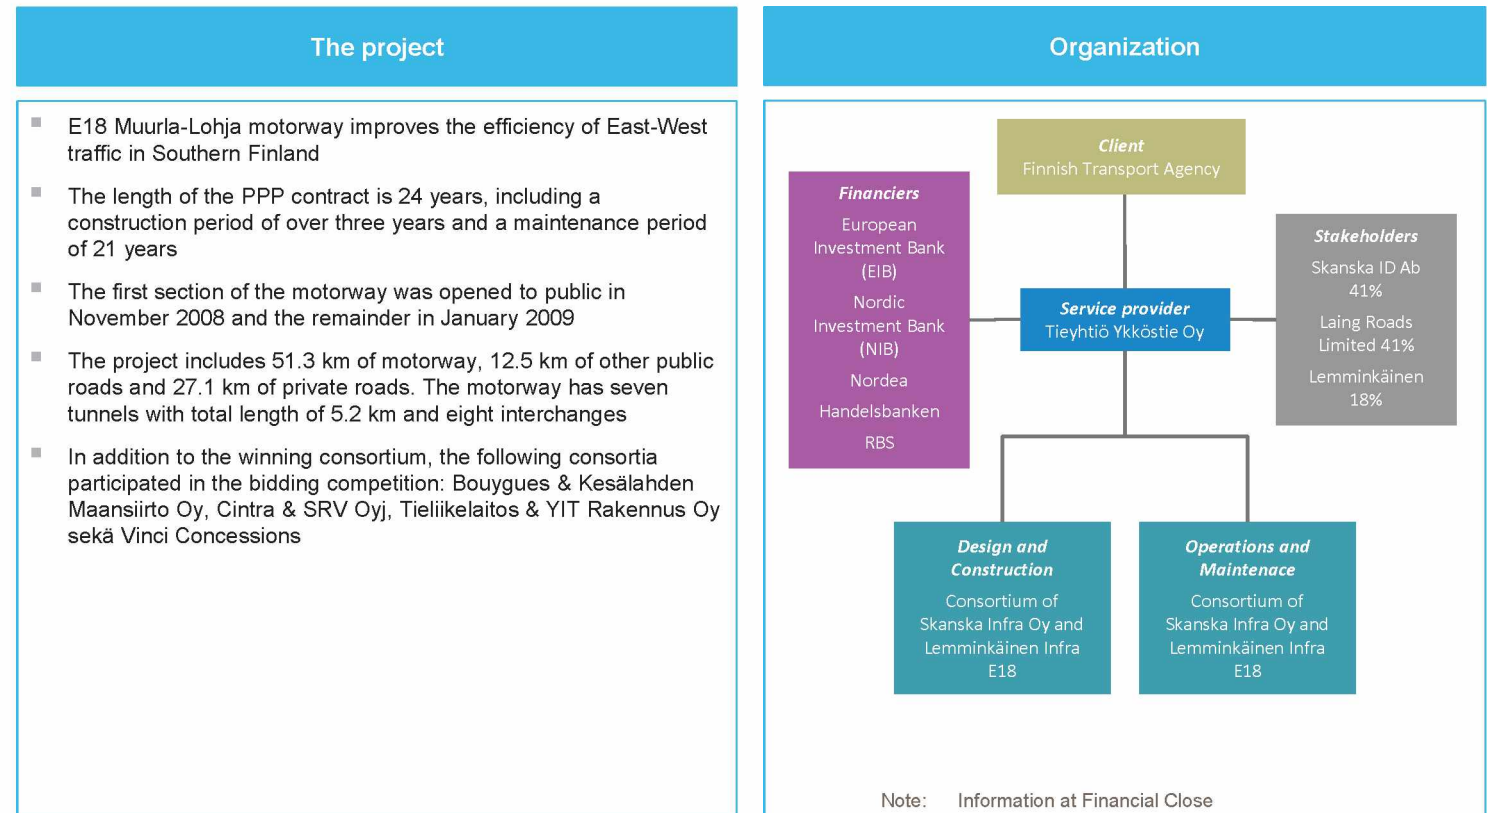 The project
E18 Muurla-Lohja motorway improves the efficiency of East-West
traffic in Southern Finland
The length of the PPP contract is 24 years, including a
construction period of over three years and a maintenance period
of 21 years
The first section of the motorway was opened to public in
November 2008 and the remainder in January 2009
The project includes 51.3 km of motorway, 12.5 km of other public
roads and 27.1 km of private roads. The motorway has seven
tunnels with total length of 5.2 km and eight interchanges
In addition to the winning consortium, the following consortia
participated in the bidding competition: Bouygues & Kesälahden
Maansiirto Oy, Cintra & SRV Oyj, Tieliikelaitos & YIT Rakennus Oy
sekä Vinci Concessions
Organization
Client
Finnish Transport Agency
Financiers
European
Investment Bank
(EIB)
Nordic
Investment Bank
(NIB)
Nordea
Handelsbanken
RBS
Service provider
Tieyhtiö Ykköstie Oy
Stakeholders
Skanska ID Ab
41%
Laing Roads
Limited 41%
Lemminkäinen
18%
Design and
Construction
Consortium of
Skanska Infra Oy and
Lemminkäinen Infra
E18
Operations and
Maintenace
Consortium of
Skanska Infra Oy and
Lemminkäinen Infra
E18
Note: Information at Financial Close